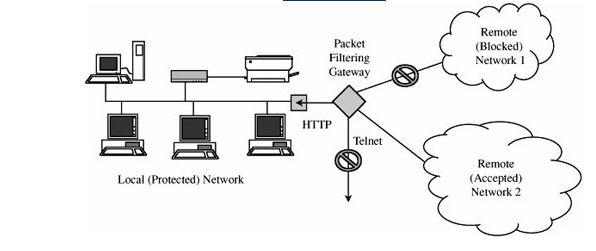 Packet
Filtering
Gateway
Remote
(Blocked)
Network 1
HTTP
Telnet
Local (Protected) Network
Remote
(Accepted)
Network 2